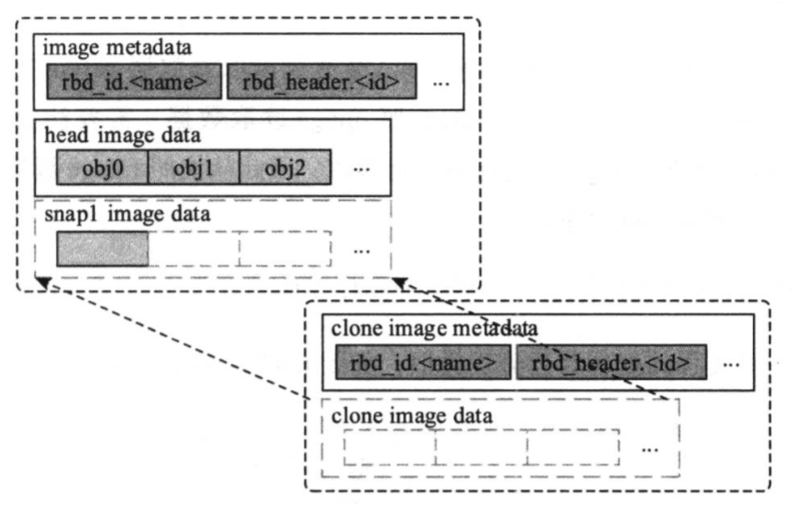 image metadata
rbd_id.<name> rbd_header.<id> ...
head image data
obj0 obj1 obj2 ...
snap1 image data
...
clone image metadata
rbd_id.<name> rbd_header.<id> ...
clone image data
...